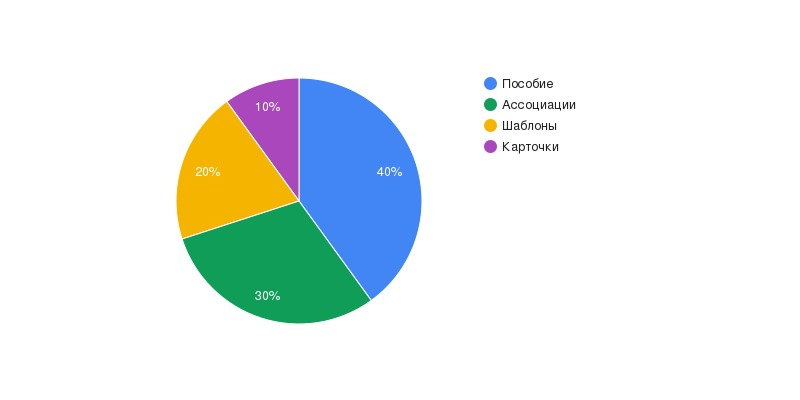 Пособие
Ассоциации
Шаблоны
Карточки
10%
20%
40%
30%